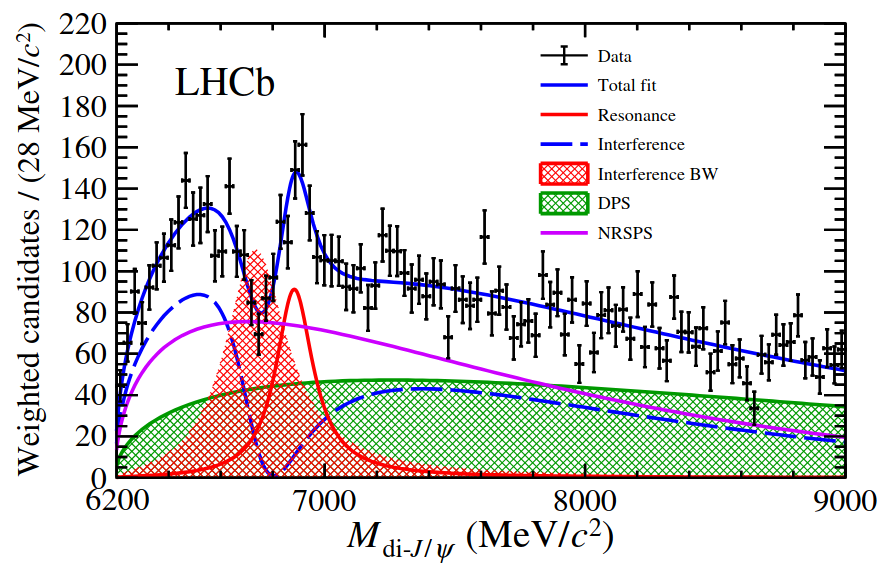 220
200
180
160
140
120
100
80
60
40
20
0
Weighted candidates / (28 MeV/c²)
LHCb
Data
Total fit
Resonance
Interference
Interference BW
DPS
NRSPS
6200 7000 8000 9000
M di-J/ψ (MeV/c²)